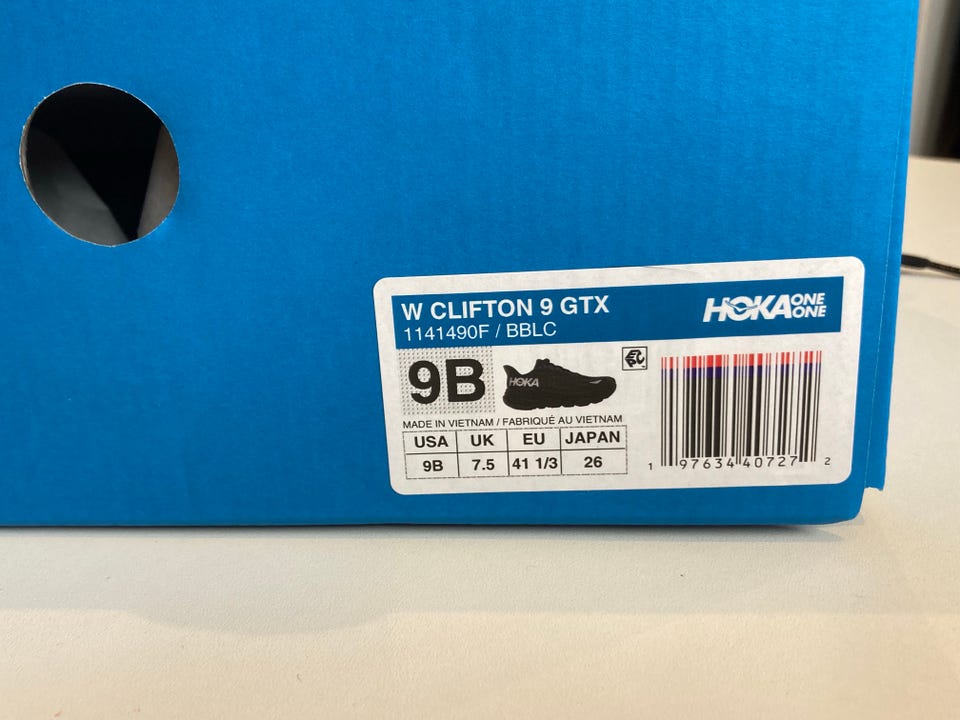 W CLIFTON 9 GTX
1141490F / BBLC
HOKA ONE ONE
9B
HOKA
MADE IN VIETNAM / FABRIQUÉ AU VIETNAM
USA UK EU JAPAN
9B 7.5 41 1/3 26
1 97634 40727 2